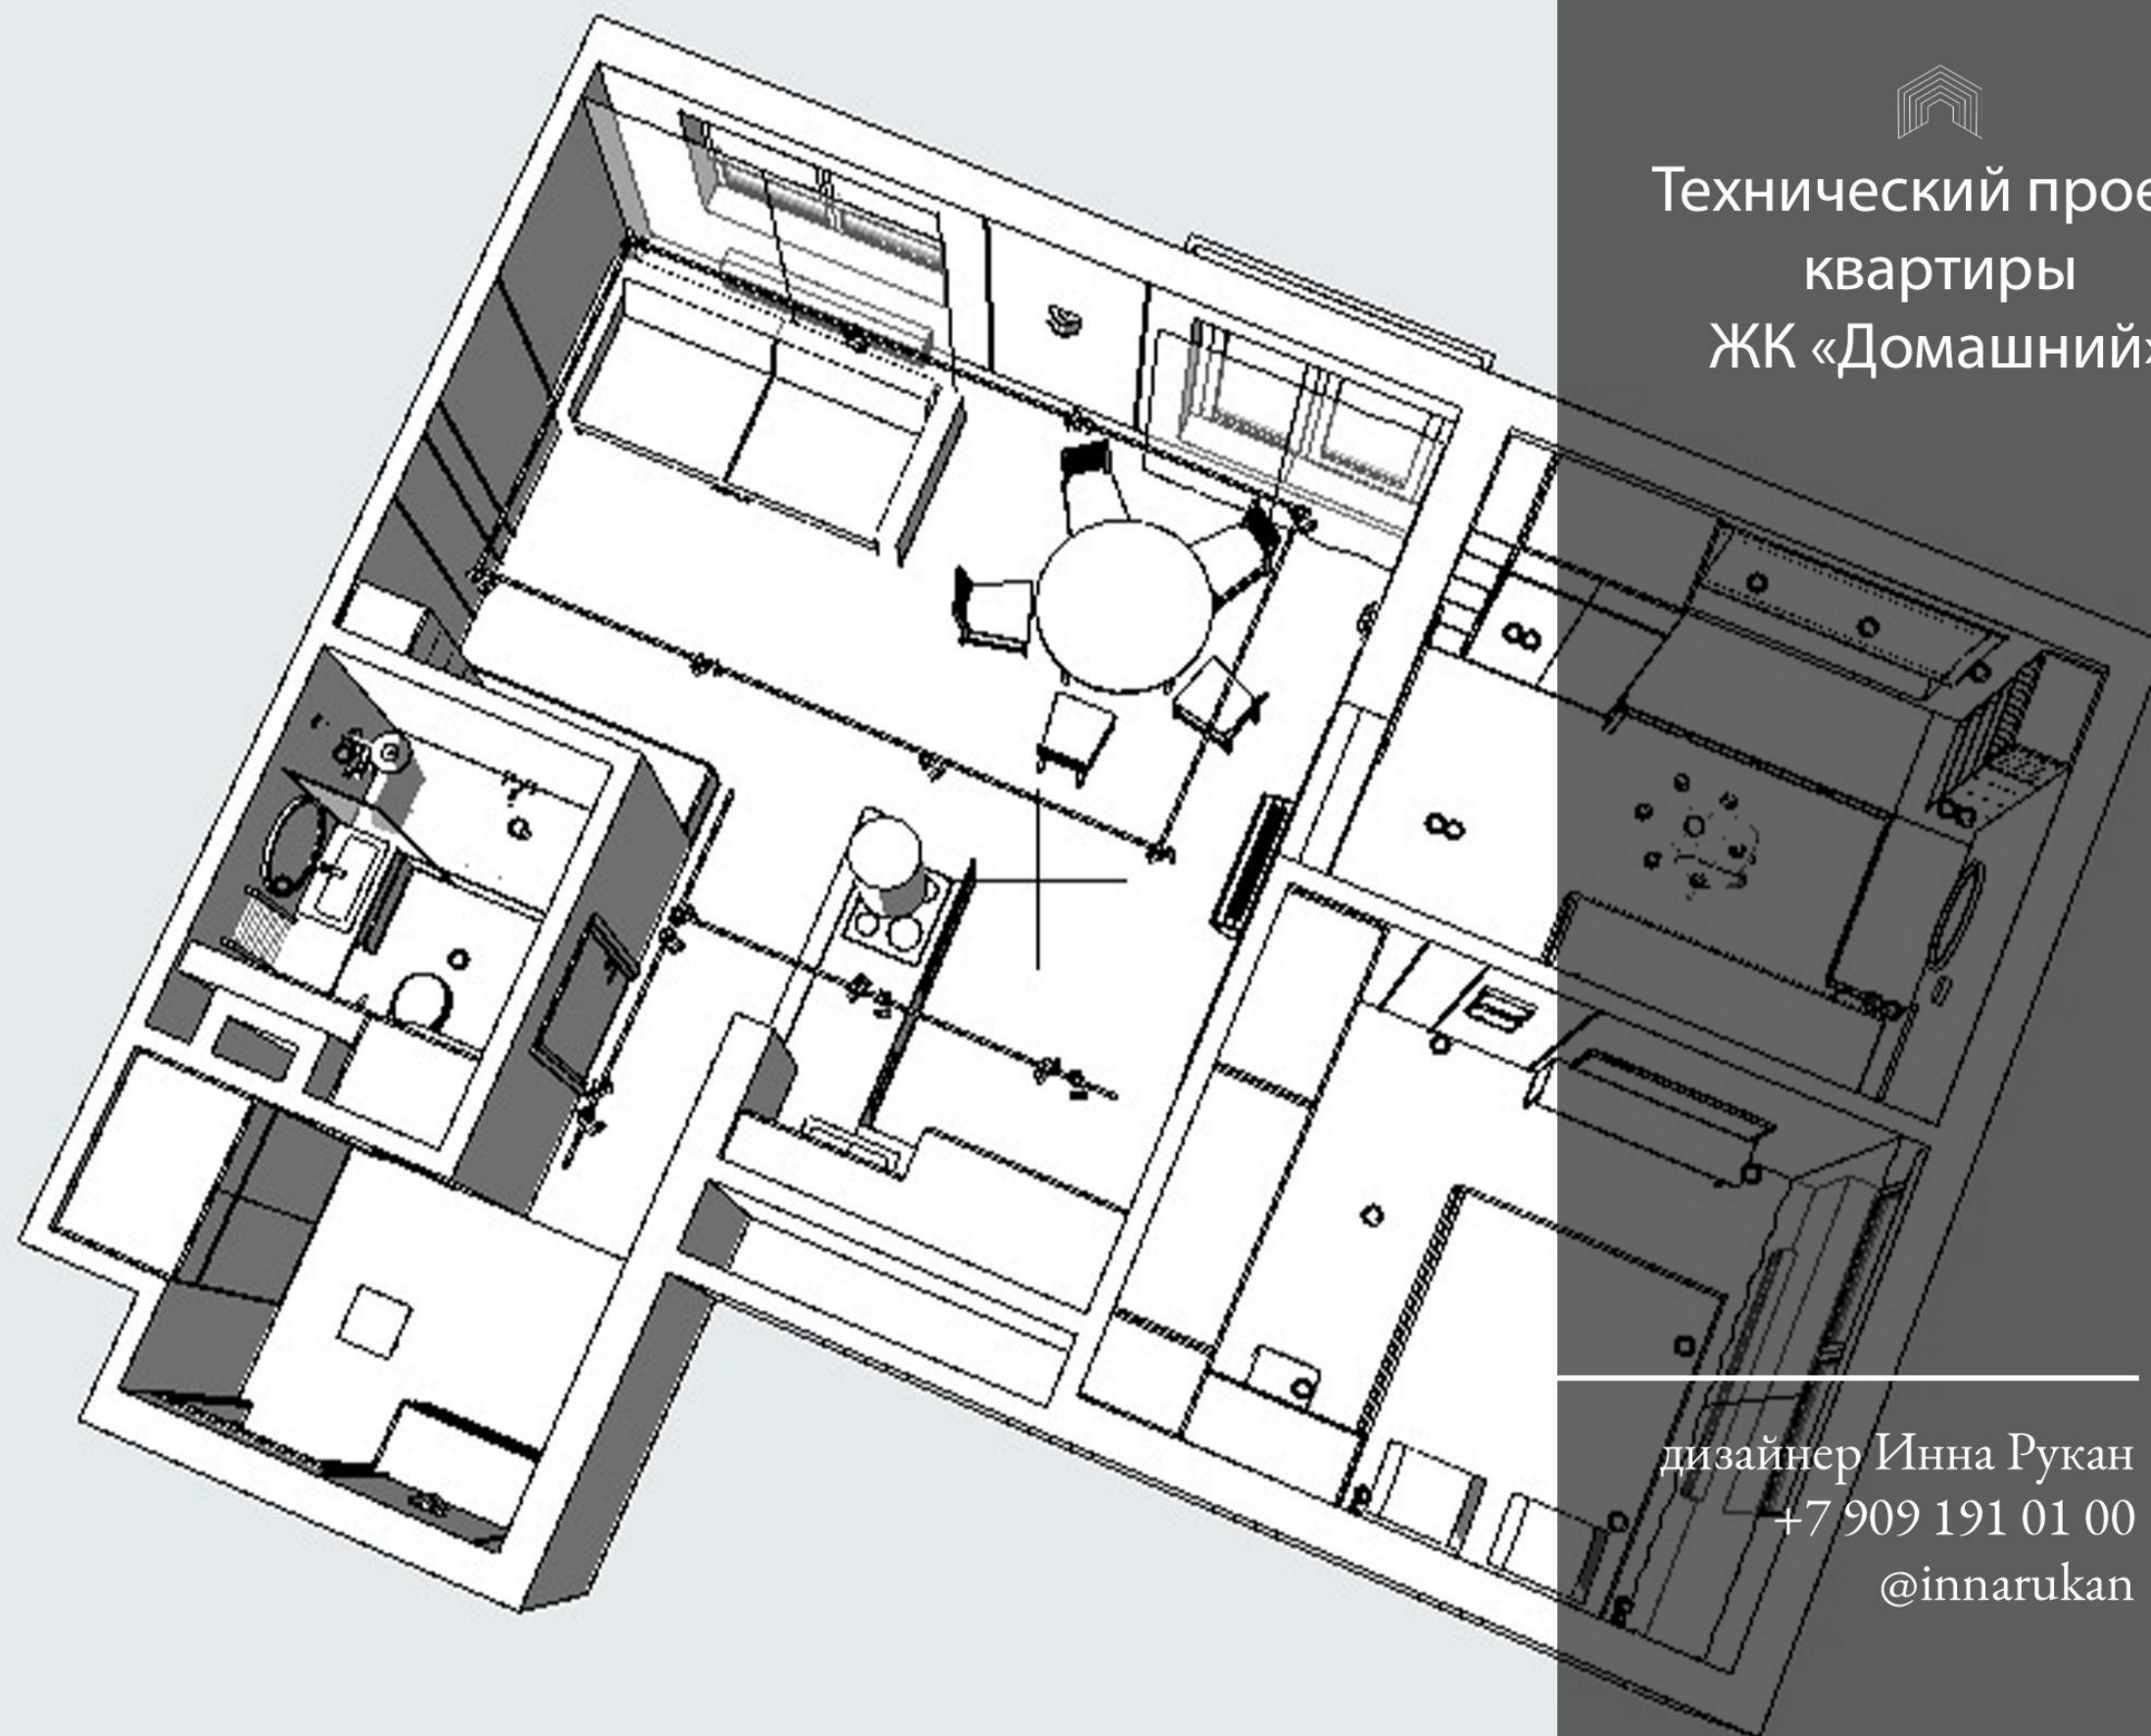 Технический прое
квартиры
ЖК «Домашний»
дизайнер Инна Рукан
+7 909 191 01 00
@innarukan